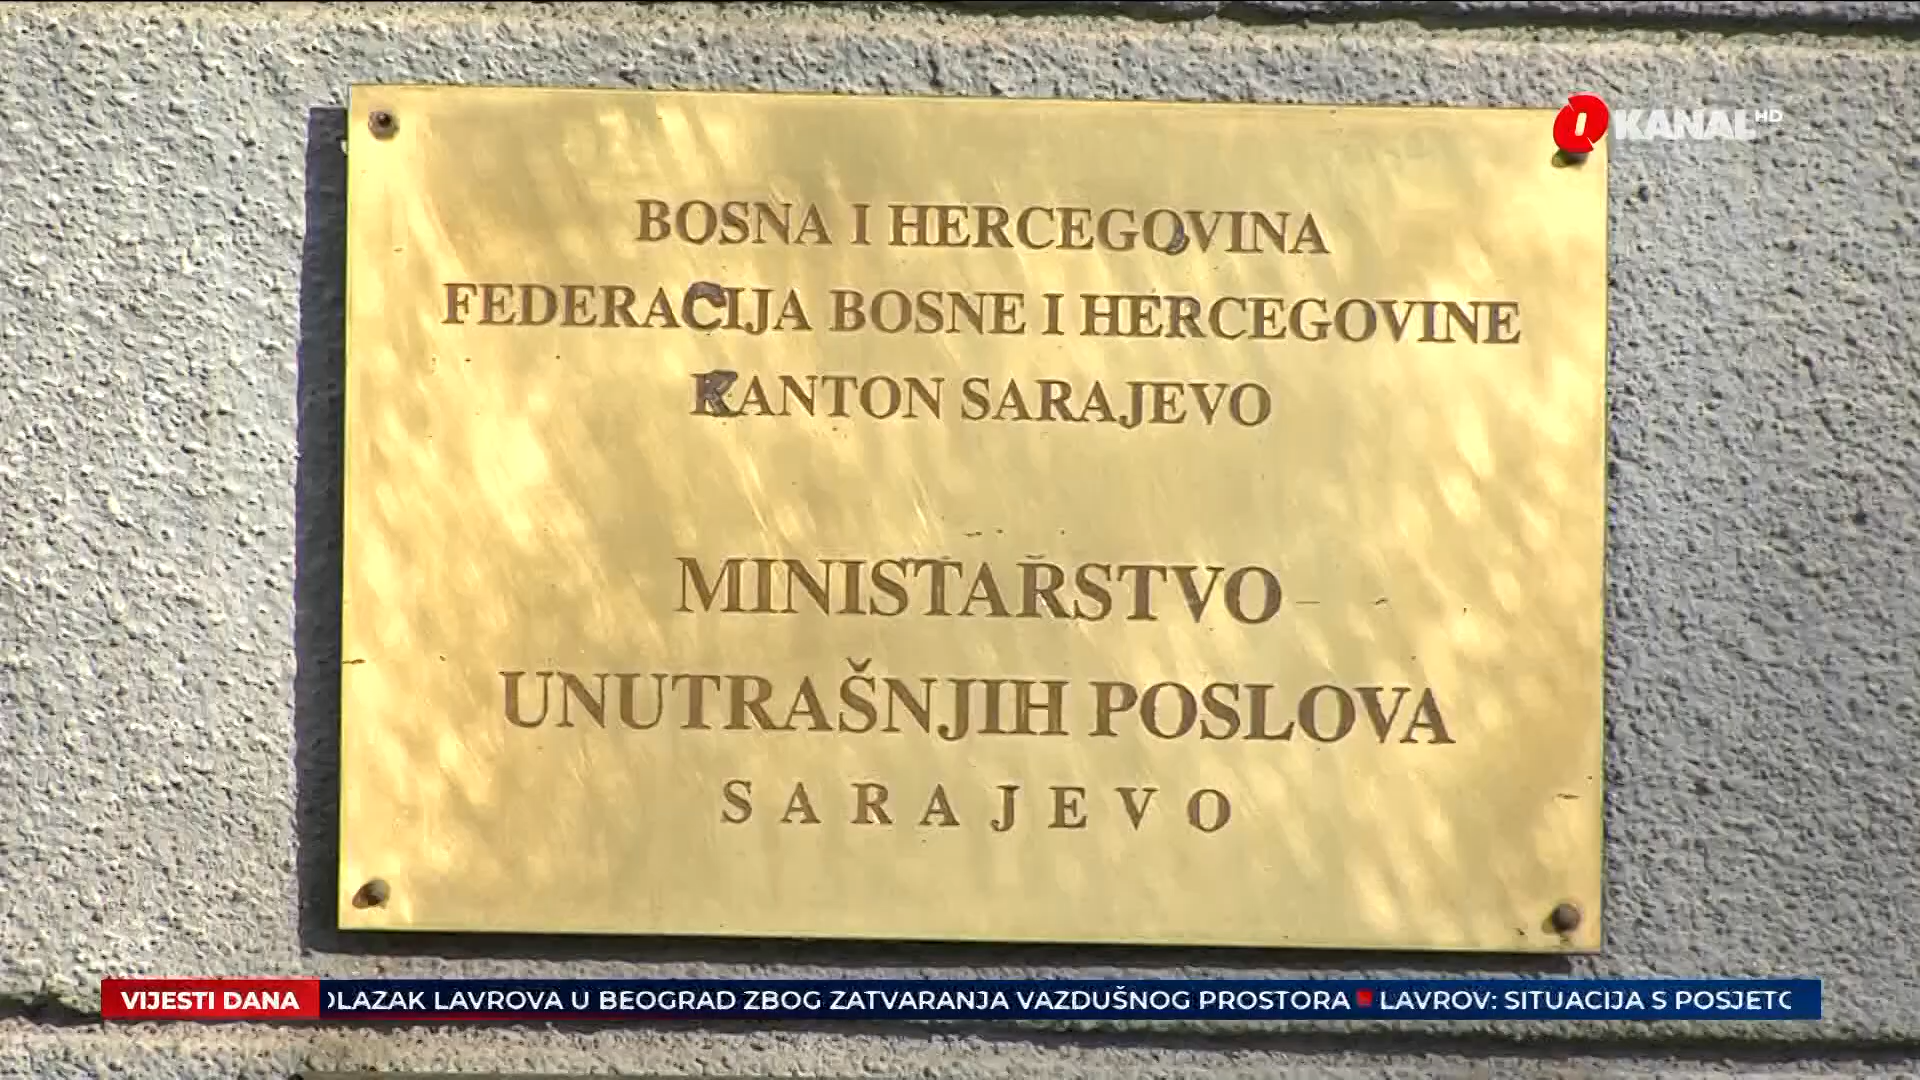 KANAL HD
BOSNA I HERCEGOVINA
FEDERACIJA BOSNE I HERCEGOVINE
KANTON SARAJEVO
MINISTARSTVO
UNUTRAŠNJIH POSLOVA
SARAJEVO
VIJESTI DANA
LAVROVA U BEOGRAD ZBOG ZATVARANJA VAZDUŠNOG PROSTORA ■ LAVROV: SITUACIJA S